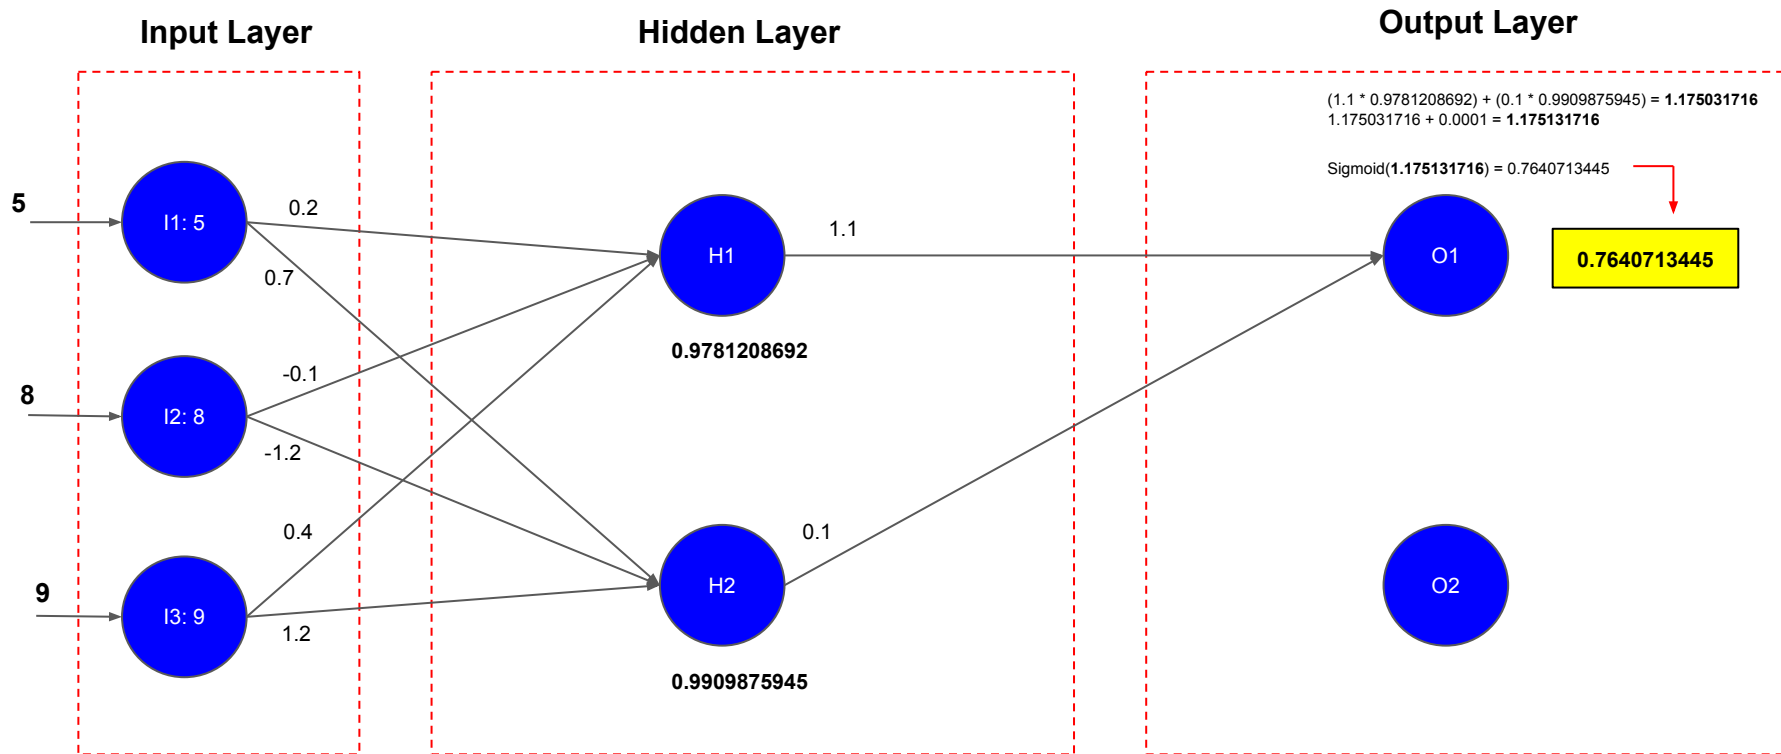 Input Layer
Hidden Layer
Output Layer
(1.1 * 0.9781208692) + (0.1 * 0.9909875945) = 1.175031716
1.175031716 + 0.0001 = 1.175131716
Sigmoid(1.175131716) = 0.7640713445
5
I1: 5
0.2
0.7
H1
1.1
O1
0.7640713445
0.9781208692
8
I2: 8
-0.1
-1.2
9
I3: 9
0.4
1.2
H2
0.1
O2
0.9909875945